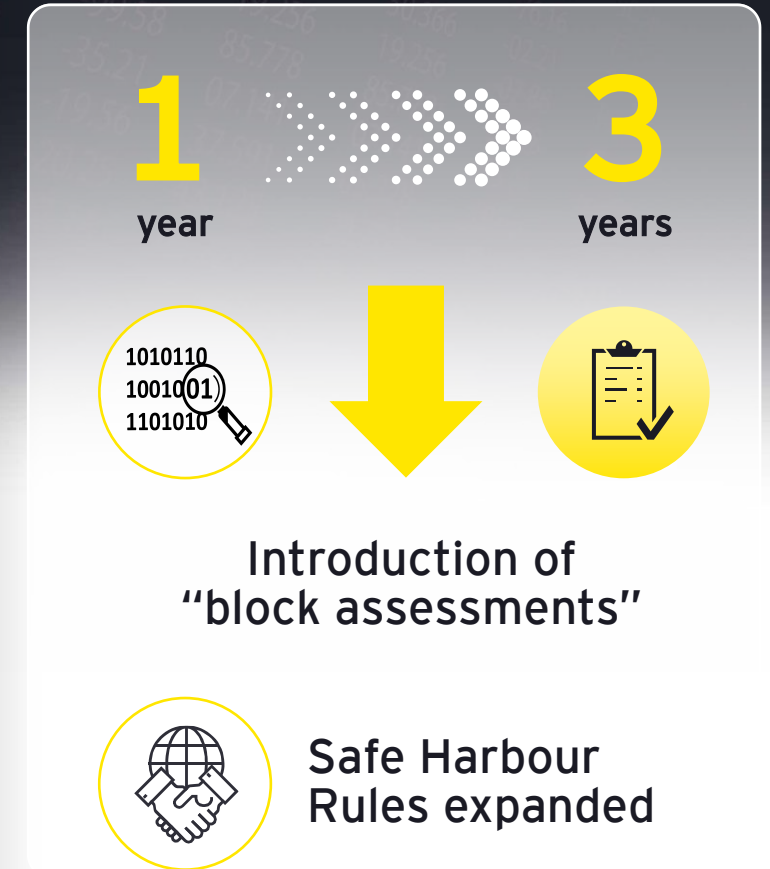 1
3
year
years
1010110
1001001
1101010
Introduction of
“block assessments”
Safe Harbour
Rules expanded